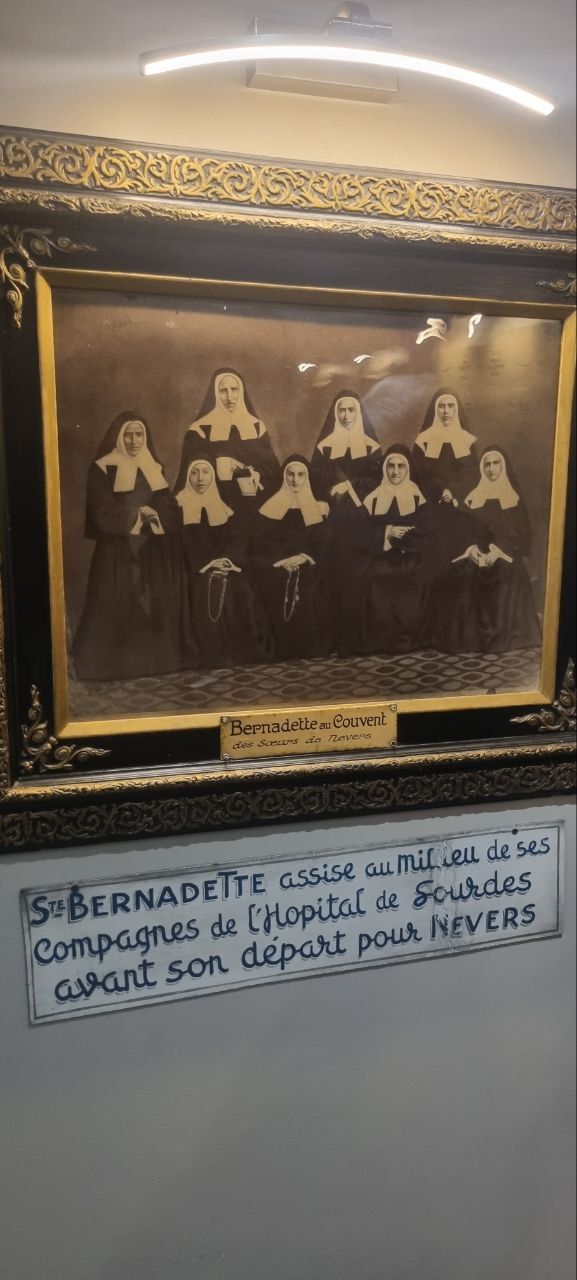 Bernadette au Couvent
des Sœurs de Nevers
STE BERNADETTE assise au milieu de ses
compagnes de l'Hopital de Lourdes
avant son départ pour NEVERS